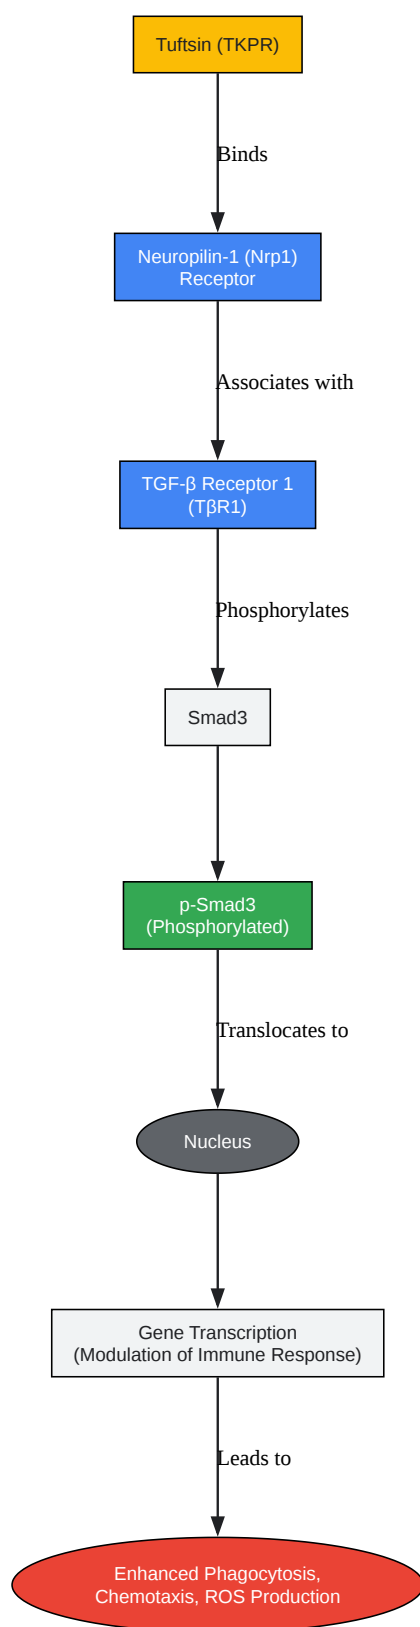 Tuftsin (TKPR)
Binds
Neuropilin-1 (Nrp1)
Receptor
Associates with
TGF-β Receptor 1
(TβR1)
Phosphorylates
Smad3
p-Smad3
(Phosphorylated)
Translocates to
Nucleus
Gene Transcription
(Modulation of Immune Response)
Leads to
Enhanced Phagocytosis,
Chemotaxis, ROS Production